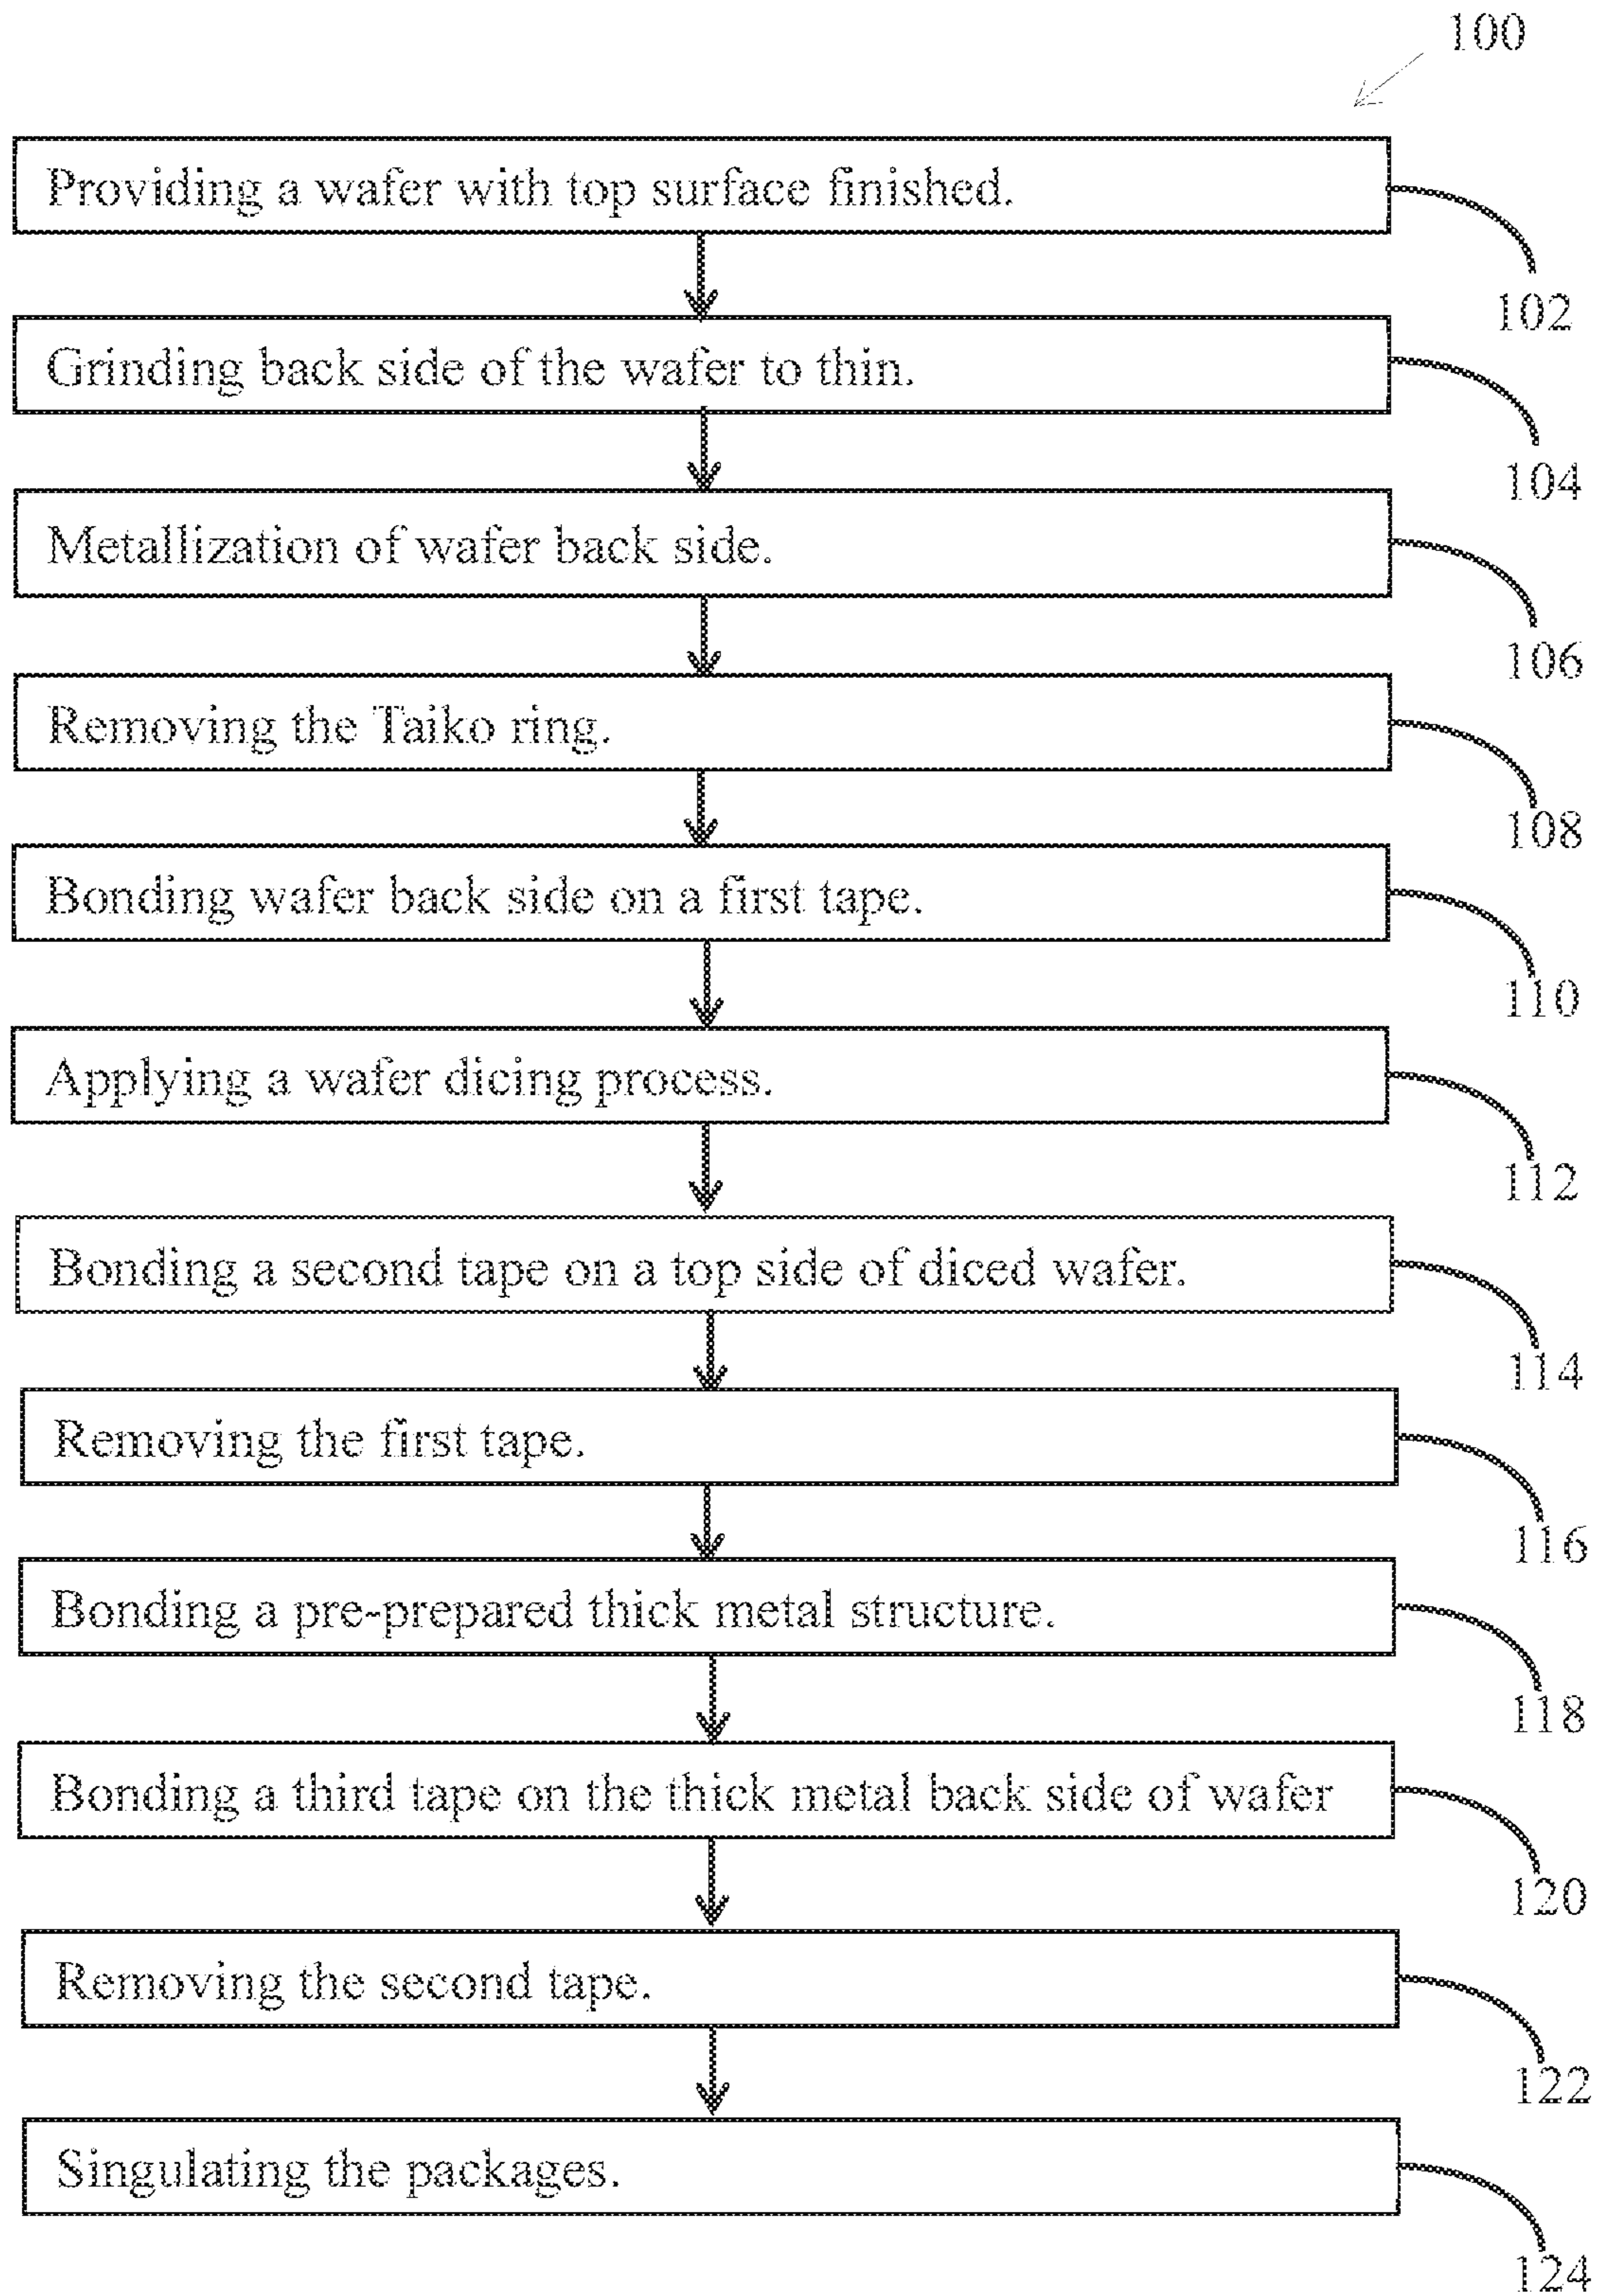 100
Providing a wafer with top surface finished.
102
Grinding back side of the wafer to thin.
104
Metallization of wafer back side.
106
Removing the Taiko ring.
108
Bonding wafer back side on a first tape.
110
Applying a wafer dicing process.
112
Bonding a second tape on a top side of diced wafer.
114
Removing the first tape.
116
Bonding a pre-prepared thick metal structure.
118
Bonding a third tape on the thick metal back side of wafer
120
Removing the second tape.
122
Singulating the packages.
124